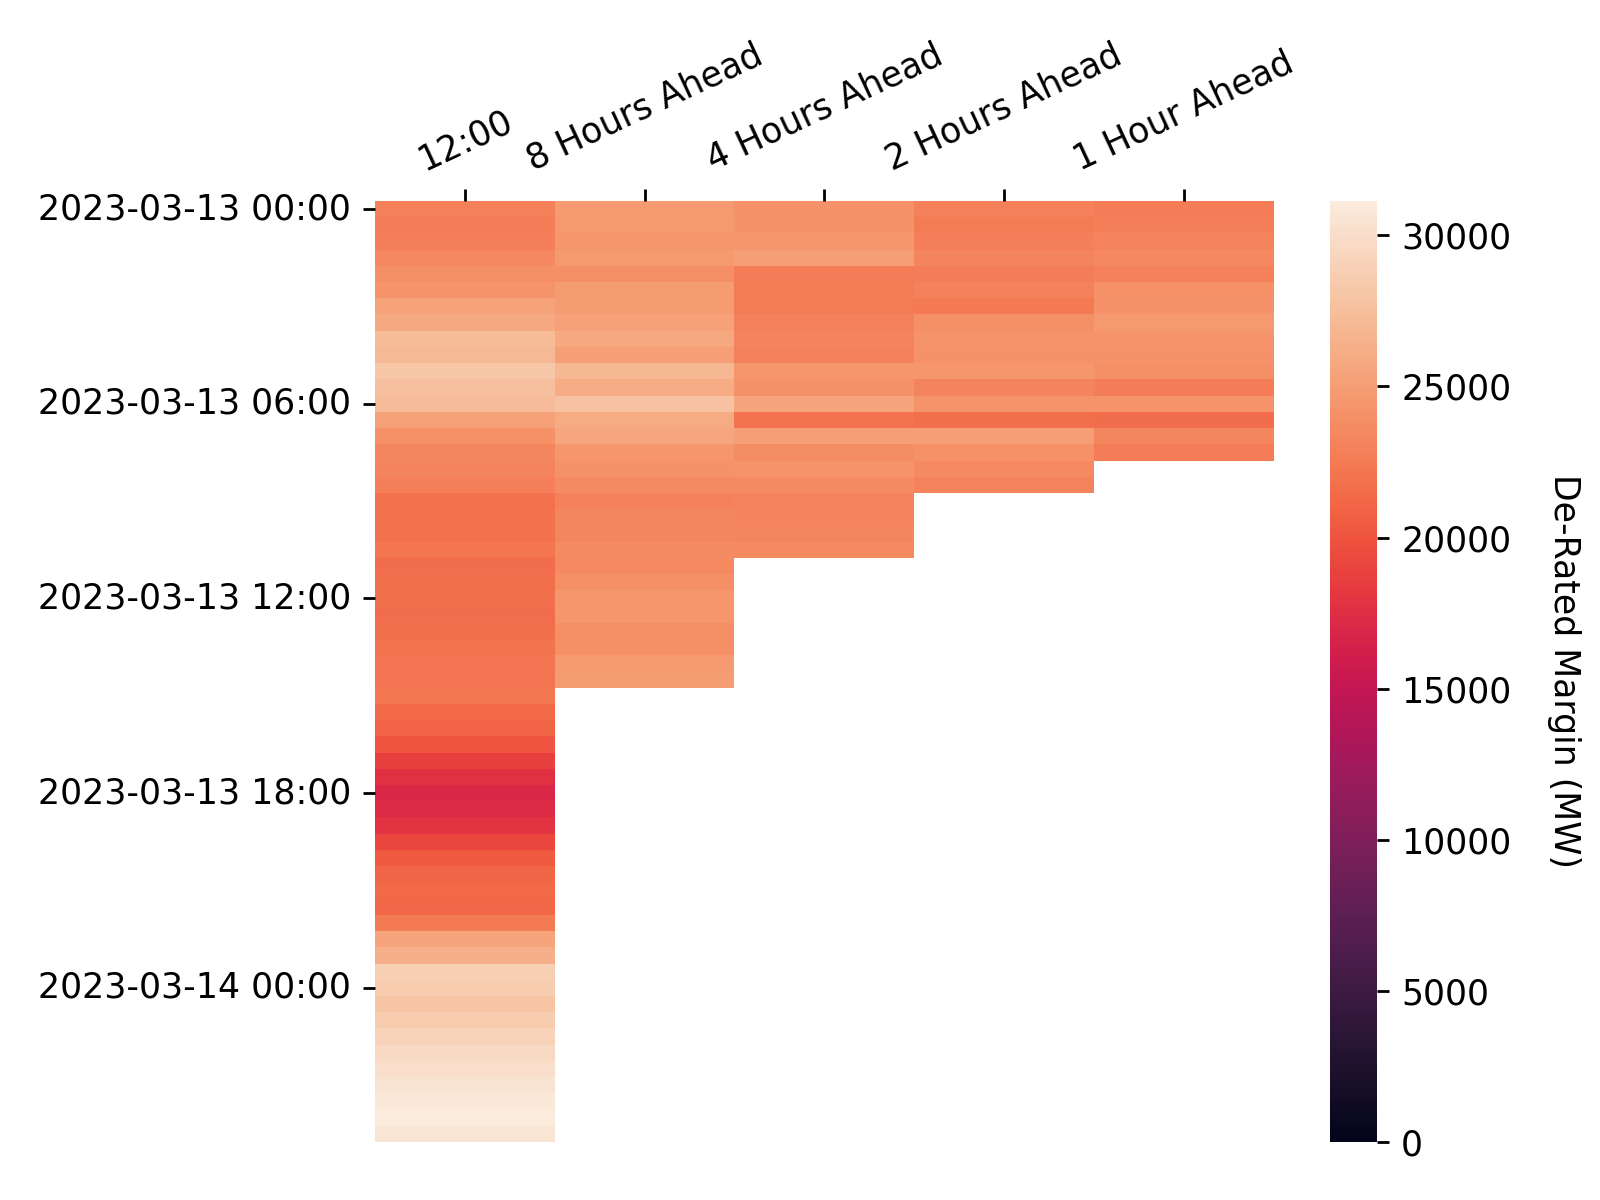 12:00
8 Hours Ahead
4 Hours Ahead
2 Hours Ahead
1 Hour Ahead
2023-03-13 00:00
2023-03-13 06:00
2023-03-13 12:00
2023-03-13 18:00
2023-03-14 00:00
30000
25000
20000
15000
10000
5000
0
De-Rated Margin (MW)